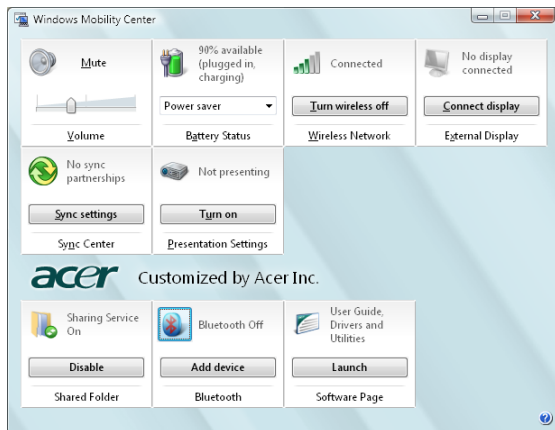 Windows Mobility Center
Mute
Volume
90% available
(plugged in,
charging)
Power saver
Battery Status
Connected
Turn wireless off
Wireless Network
No display
connected
Connect display
External Display
No sync
partnerships
Sync settings
Sync Center
Not presenting
Turn on
Presentation Settings
acer Customized by Acer Inc.
Sharing Service
On
Disable
Shared Folder
Bluetooth Off
Add device
Bluetooth
User Guide,
Drivers and
Utilities
Launch
Software Page